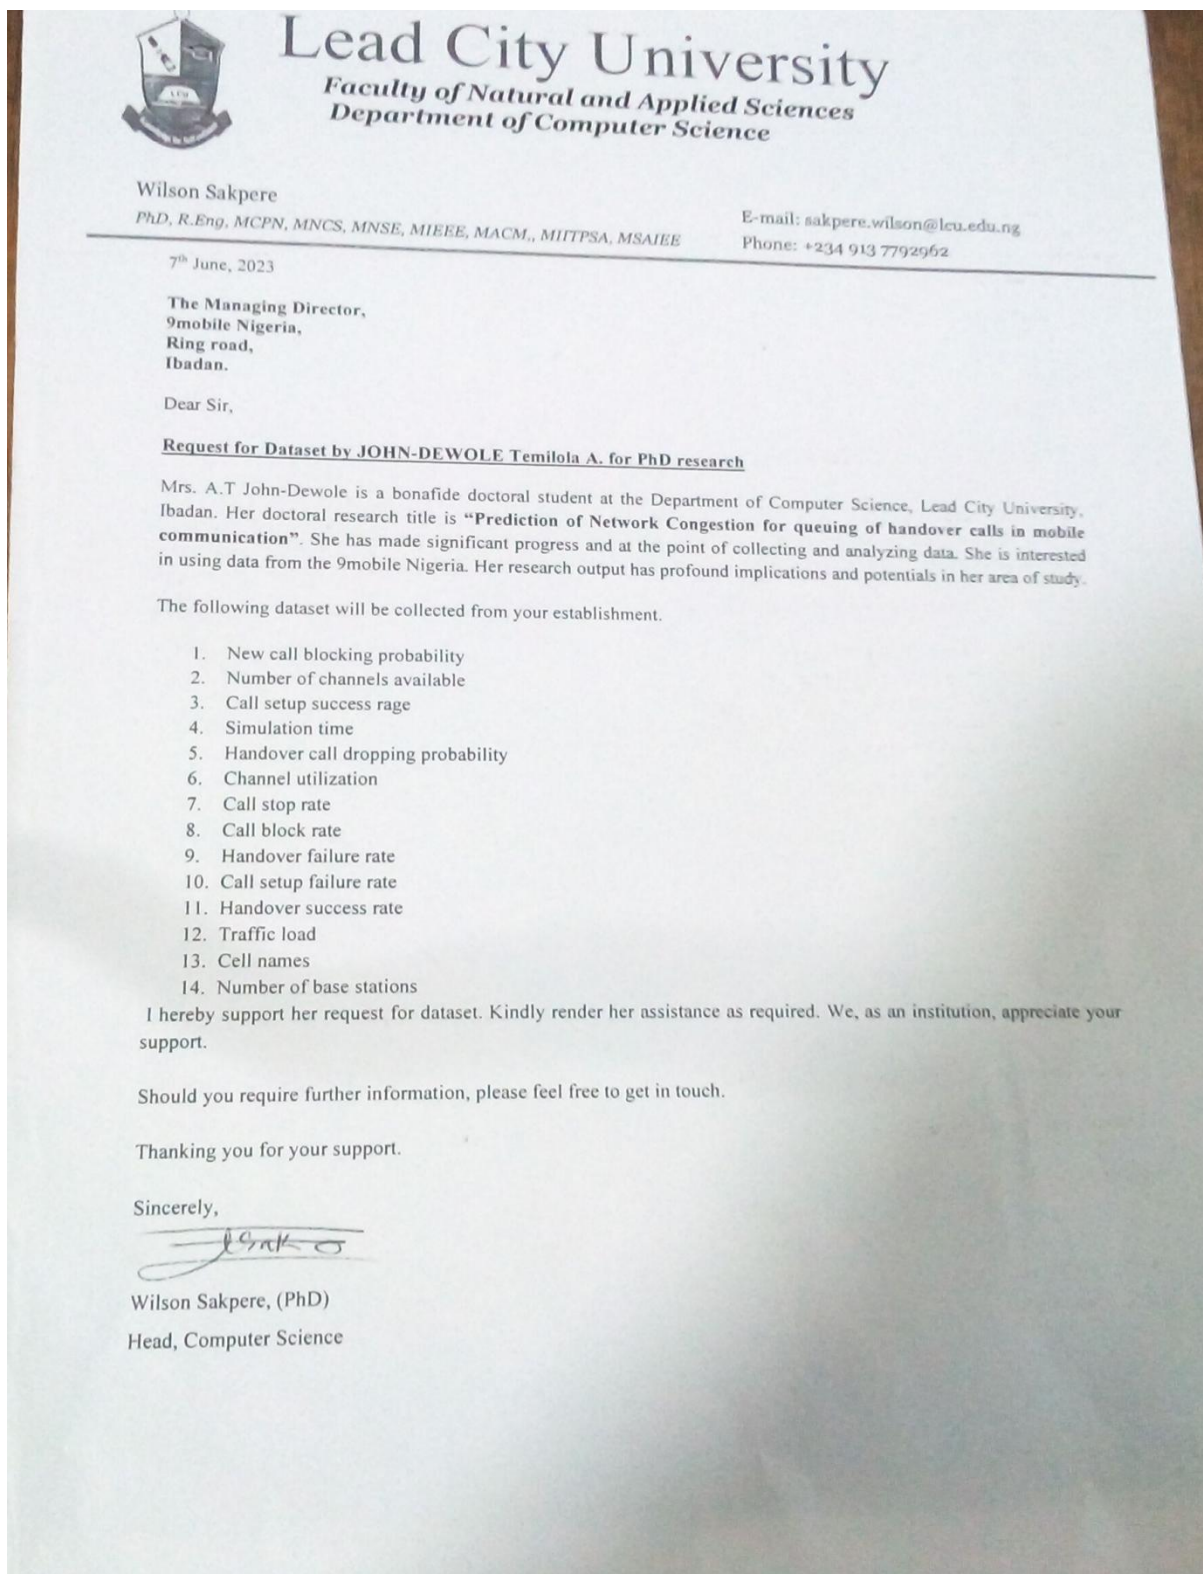 LCU
Lead City University
Faculty of Natural and Applied Sciences
Department of Computer Science
Wilson Sakpere
PhD, R.Eng, MCPN, MNCS, MNSE, MIEEE, MACM,, MIITPSA, MSAIEE
E-mail: sakpere.wilson@lcu.edu.ng
Phone: +234 913 7792962
7th June, 2023
The Managing Director,
9mobile Nigeria,
Ring road,
Ibadan.
Dear Sir,
Request for Dataset by JOHN-DEWOLE Temilola A. for PhD research
Mrs. A.T John-Dewole is a bonafide doctoral student at the Department of Computer Science, Lead City University,
Ibadan. Her doctoral research title is “Prediction of Network Congestion for queuing of handover calls in mobile
communication”. She has made significant progress and at the point of collecting and analyzing data. She is interested
in using data from the 9mobile Nigeria. Her research output has profound implications and potentials in her area of study.
The following dataset will be collected from your establishment.
1. New call blocking probability
2. Number of channels available
3. Call setup success rage
4. Simulation time
5. Handover call dropping probability
6. Channel utilization
7. Call stop rate
8. Call block rate
9. Handover failure rate
10. Call setup failure rate
11. Handover success rate
12. Traffic load
13. Cell names
14. Number of base stations
I hereby support her request for dataset. Kindly render her assistance as required. We, as an institution, appreciate your
support.
Should you require further information, please feel free to get in touch.
Thanking you for your support.
Sincerely,
Wilson Sakpere, (PhD)
Head, Computer Science